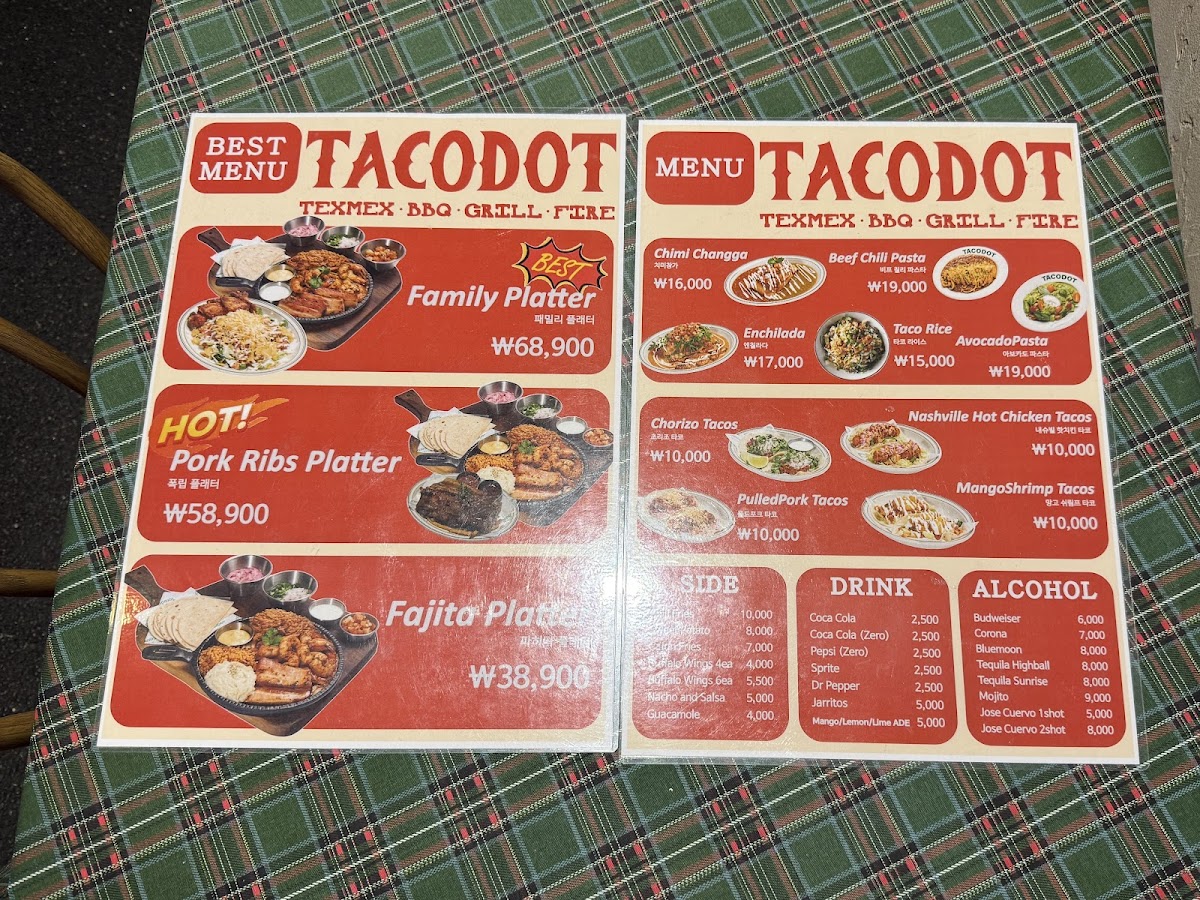 BEST
MENU
TACODOT
TEXMEX · BBQ · GRILL · FIRE
BEST
Family Platter
패밀리 플래터
₩68,900
HOT!
Pork Ribs Platter
폭립 플래터
₩58,900
Fajita Platter
파히타 플래터
₩38,900
MENU
TACODOT
TEXMEX · BBQ · GRILL · FIRE
Chimi Changga
치미창가
₩16,000
Beef Chili Pasta
비프 칠리 파스타
₩19,000
TACODOT
TACODOT
Enchilada
엔칠라다
₩17,000
Taco Rice
타코 라이스
₩15,000
AvocadoPasta
아보카도 파스타
₩19,000
Chorizo Tacos
초리조 타코
₩10,000
Nashville Hot Chicken Tacos
내슈빌 핫치킨 타코
₩10,000
PulledPork Tacos
풀드포크 타코
₩10,000
MangoShrimp Tacos
망고 쉬림프 타코
₩10,000
SIDE
Fries 10,000
8,000
Fries 7,000
Buffalo Wings 4ea 4,000
Buffalo Wings 6ea 5,500
Nacho and Salsa 5,000
Guacamole 4,000
DRINK
Coca Cola 2,500
Coca Cola (Zero) 2,500
Pepsi (Zero) 2,500
Sprite 2,500
Dr Pepper 2,500
Jarritos 5,000
Mango/Lemon/Lime ADE 5,000
ALCOHOL
Budweiser 6,000
Corona 7,000
Bluemoon 8,000
Tequila Highball 8,000
Tequila Sunrise 8,000
Mojito 9,000
Jose Cuervo 1shot 5,000
Jose Cuervo 2shot 8,000